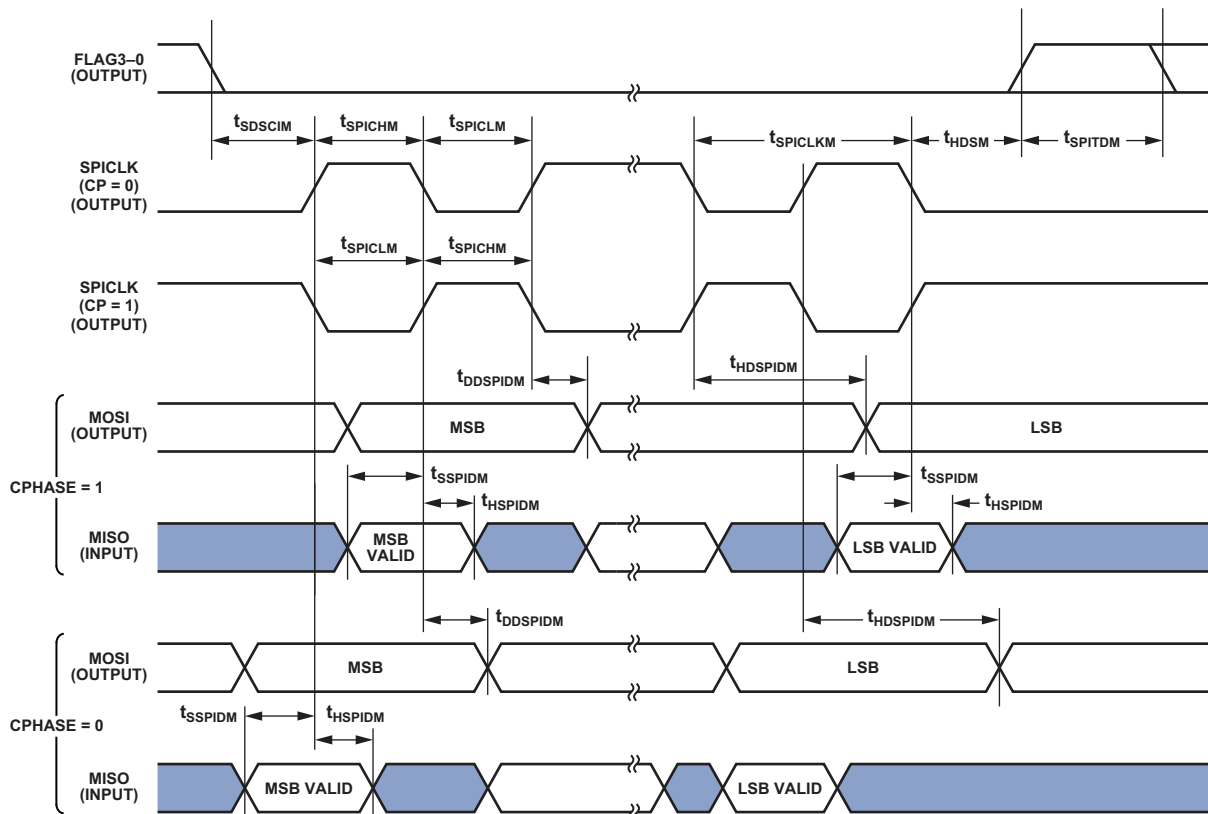 FLAG3–0
(OUTPUT)
tSDSCIM
tSPICHM
tSPICLM
tSPICLKM
tHDSM
tSPITDM
SPICLK
(CP = 0)
(OUTPUT)
tSPICLM
tSPICHM
SPICLK
(CP = 1)
(OUTPUT)
tDDSPIDM
tHDSPIDM
CPHASE = 1
MOSI
(OUTPUT)
MSB
LSB
tSSPIDM
tHSPIDM
tSSPIDM
tHSPIDM
MISO
(INPUT)
MSB
VALID
LSB VALID
tDDSPIDM
tHDSPIDM
CPHASE = 0
MOSI
(OUTPUT)
MSB
LSB
tSSPIDM
tHSPIDM
MISO
(INPUT)
MSB VALID
LSB VALID